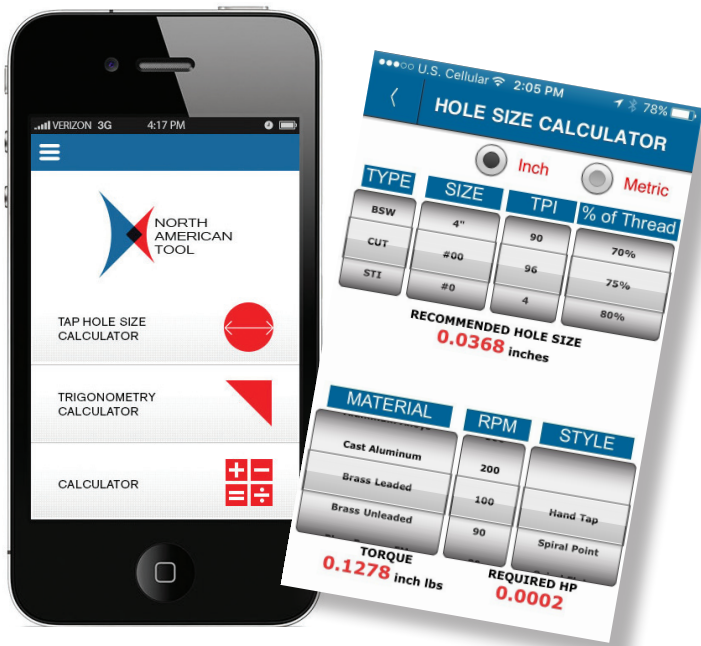 VERIZON 3G 4:17 PM
NORTH
AMERICAN
TOOL
TAP HOLE SIZE
CALCULATOR
TRIGONOMETRY
CALCULATOR
CALCULATOR
U.S. Cellular 2:05 PM 78%
HOLE SIZE CALCULATOR
Inch Metric
TYPE SIZE TPI % of Thread
BSW 4" 90 70%
CUT #00 96 75%
STI #0 4 80%
RECOMMENDED HOLE SIZE
0.0368 inches
MATERIAL RPM STYLE
Cast Aluminum 200
Brass Leaded 100 Hand Tap
Brass Unleaded 90 Spiral Point
TORQUE REQUIRED HP
0.1278 inch lbs 0.0002